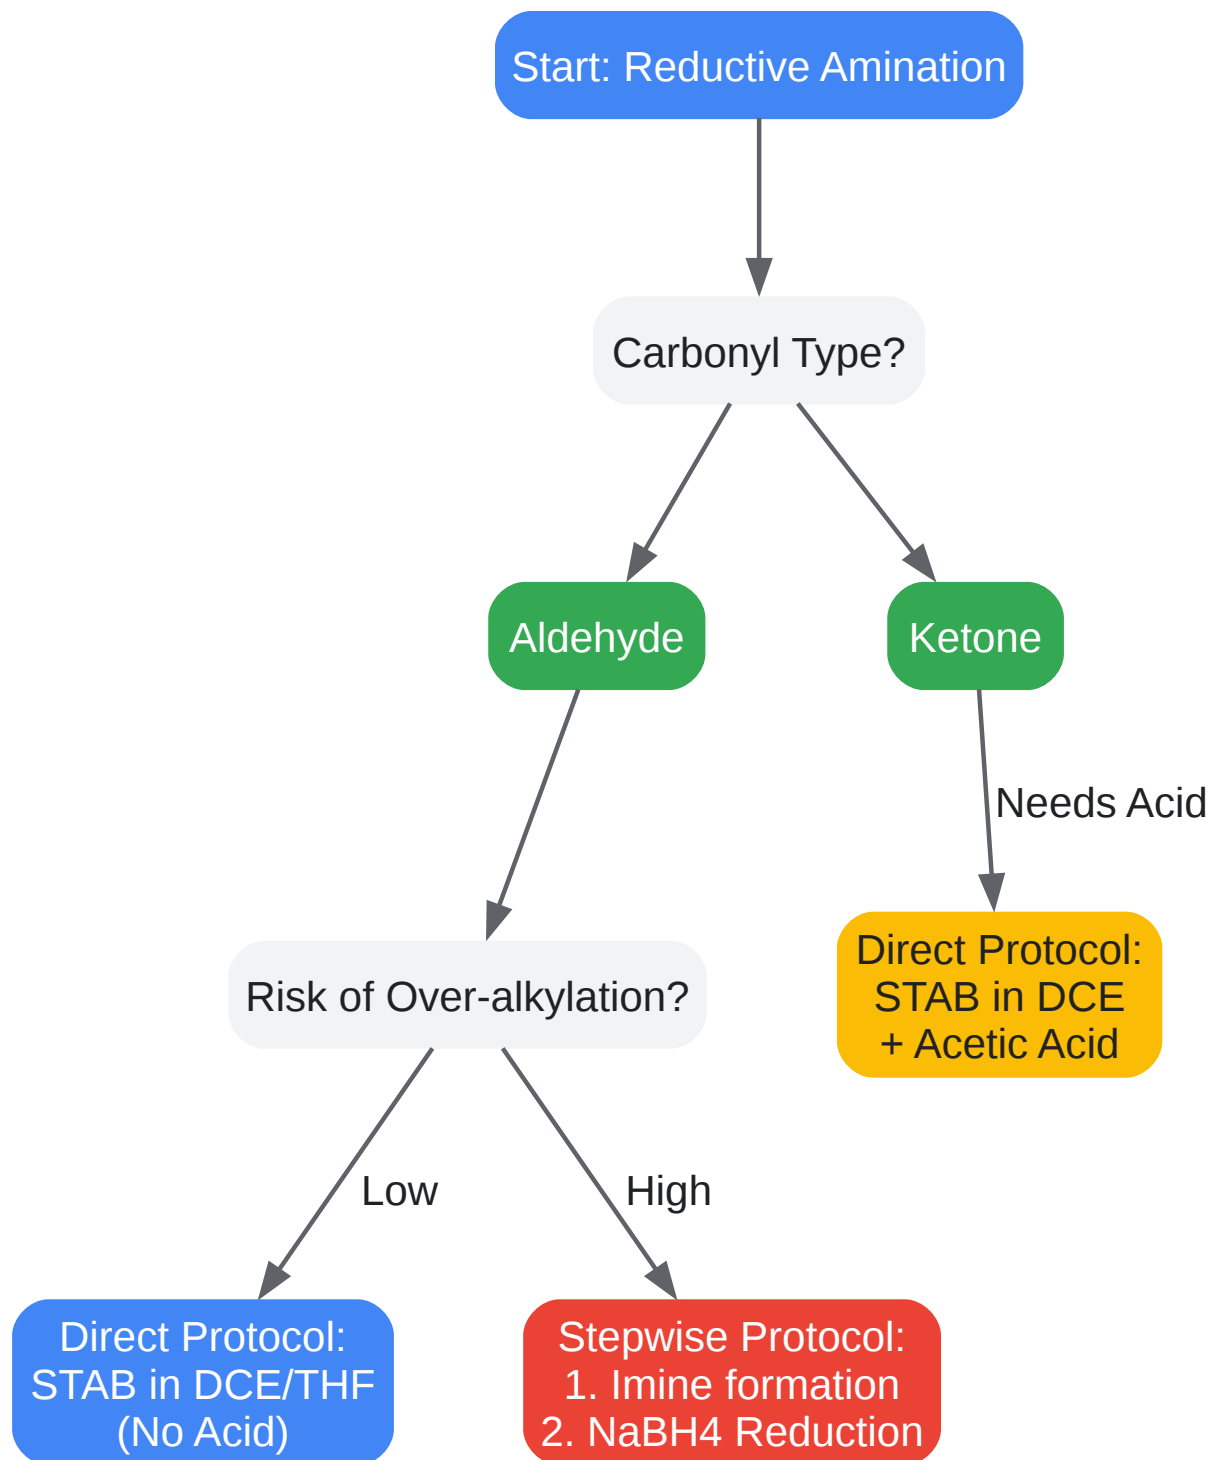 Start: Reductive Amination
Carbonyl Type?
Aldehyde
Ketone
Needs Acid
Direct Protocol:
STAB in DCE
+ Acetic Acid
Risk of Over-alkylation?
Low
High
Direct Protocol:
STAB in DCE/THF
(No Acid)
Stepwise Protocol:
1. Imine formation
2. NaBH4 Reduction